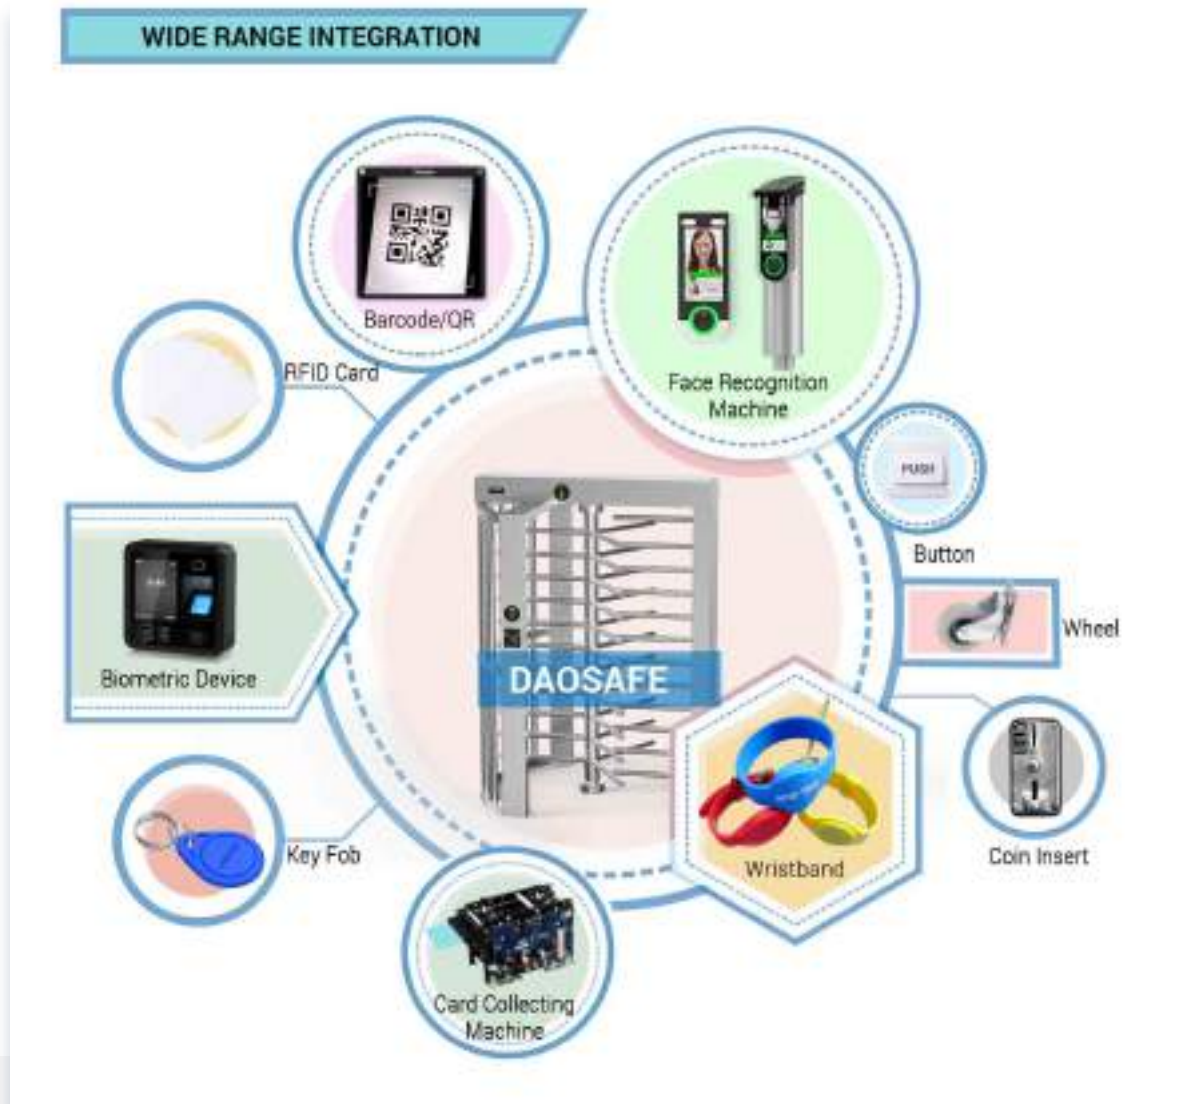 WIDE RANGE INTEGRATION
Barcode/QR
Face Recognition
Machine
RFID Card
PUSH
Button
Wheel
Biometric Device
DAOSAFE
Wristband
Coin Insert
Key Fob
Card Collecting
Machine